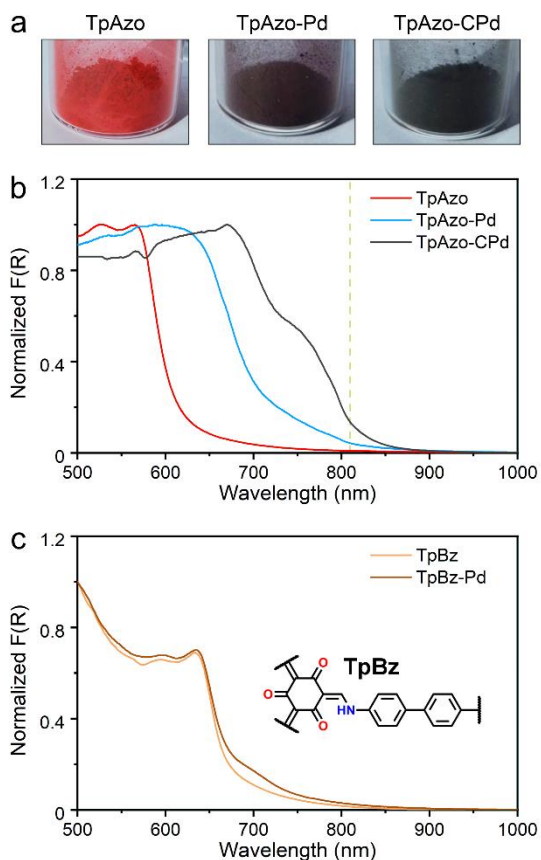 a
TpAzo TpAzo-Pd TpAzo-CPd
b
1.2
TpAzo
TpAzo-Pd
TpAzo-CPd
0.8
0.4
0
Normalized F(R)
500 600 700 800 900 1000
Wavelength (nm)
c
1.2
TpBz
TpBz-Pd
0.8
0.4
0
Normalized F(R)
TpBz
O
O
O
HN
500 600 700 800 900 1000
Wavelength (nm)